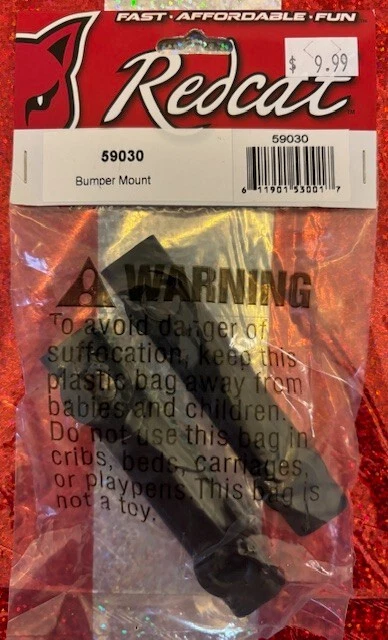 FAST · AFFORDABLE · FUN
Redcat
$ 9.99
59030
Bumper Mount
59030
6 11901 53001 7
WARNING
To avoid danger of
suffocation, keep this
plastic bag away from
babies and children.
Do not use this bag in
cribs, beds, carriages,
or playpens. This bag is
not a toy.